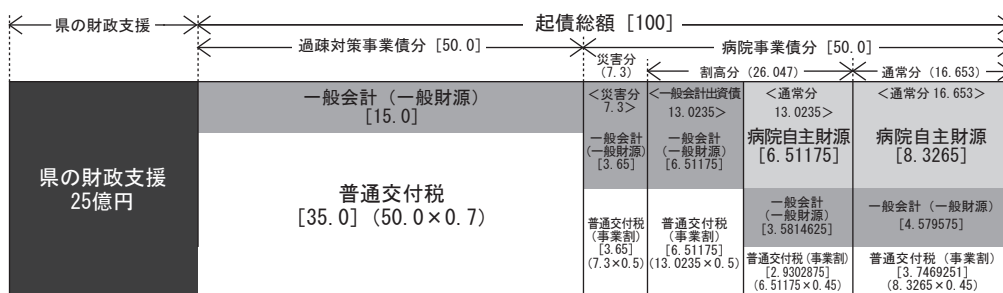 県の財政支援
起債総額 [100]
過疎対策事業債分 [50.0]
病院事業債分 [50.0]
災害分
(7.3)
割高分 (26.047)
通常分 (16.653)
県の財政支援
25億円
一般会計（一般財源）
[15.0]
普通交付税
[35.0] (50.0×0.7)
＜災害分
7.3＞
一般会計
(一般財源)
[3.65]
普通交付税
(事業割)
[3.65]
(7.3×0.5)
＜一般会計出資債
13.0235＞
一般会計
(一般財源)
[6.51175]
普通交付税
(事業割)
[6.51175]
(13.0235×0.5)
＜通常分
13.0235＞
病院自主財源
[6.51175]
一般会計
(一般財源)
[3.5814625]
普通交付税(事業割)
[2.9302875]
(6.51175×0.45)
＜通常分 16.653＞
病院自主財源
[8.3265]
一般会計（一般財源）
[4.579575]
普通交付税（事業割）
[3.7469251]
(8.3265×0.45)